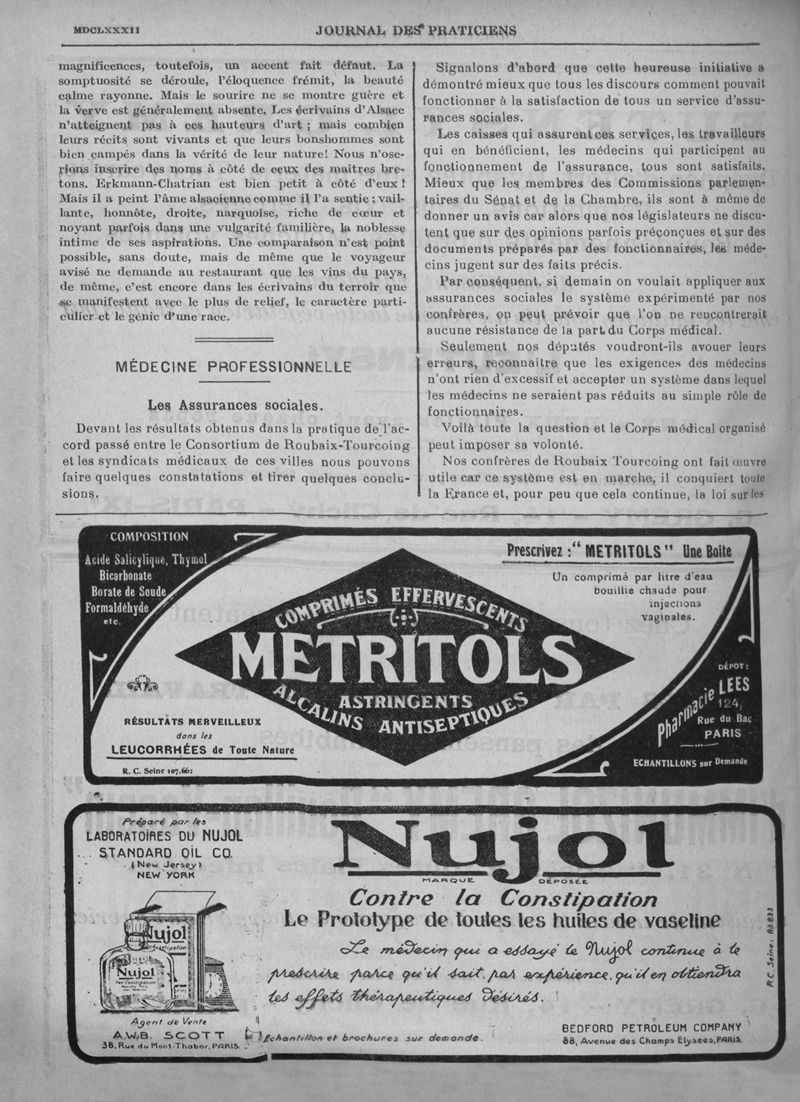 MDCLXXXII
JOURNAL DES PRATICIENS
magnificences, toutefois, un accent fait défaut. La
somptuosité se déroule, l'éloquence frémit, la beauté
calme rayonne. Mais le sourire ne se montre guère et
la verve est généralement absente. Les écrivains d'Alsace
n'atteignent pas à ces hauteurs d'art ; mais combien
leurs récits sont vivants et que leurs bonshommes sont
bien campés dans la vérité de leur nature! Nous n'ose-
rions inscrire des noms à côté de ceux des maîtres bre-
tons. Erkmann-Chatrian est bien petit à côté d'eux !
Mais il a peint l'âme alsacienne comme il l'a sentie : vail-
lante, honnête, droite, narquoise, riche de cœur et
noyant parfois dans une vulgarité familière, la noblesse
intime de ses aspirations. Une comparaison n'est point
possible, sans doute, mais de même que le voyageur
avisé ne demande au restaurant que les vins du pays,
de même, c'est encore dans les écrivains du terroir que
se manifestent avec le plus de relief, le caractère parti-
culier et le génie d'une race.
MÉDECINE PROFESSIONNELLE
Les Assurances sociales.
Devant les résultats obtenus dans la pratique de l'ac-
cord passé entre le Consortium de Roubaix-Tourcoing
et les syndicats médicaux de ces villes nous pouvons
faire quelques constatations et tirer quelques conclu-
sions.
Signalons d'abord que cette heureuse initiative a
démontré mieux que tous les discours comment pouvait
fonctionner à la satisfaction de tous un service d'assu-
rances sociales.
Les caisses qui assurent ces services, les travailleurs
qui en bénéficient, les médecins qui participent au
fonctionnement de l'assurance, tous sont satisfaits.
Mieux que les membres des Commissions parlemen-
taires du Sénat et de la Chambre, ils sont à même de
donner un avis car alors que nos législateurs ne discu-
tent que sur des opinions parfois préconçues et sur des
documents préparés par des fonctionnaires, les méde-
cins jugent sur des faits précis.
Par conséquent, si demain on voulait appliquer aux
assurances sociales le système expérimenté par nos
confrères, on peut prévoir que l'on ne rencontrerait
aucune résistance de la part du Corps médical.
Seulement nos députés voudront-ils avouer leurs
erreurs, reconnaitre que les exigences des médecins
n'ont rien d'excessif et accepter un système dans lequel
les médecins ne seraient pas réduits au simple rôle de
fonctionnaires.
Voilà toute la question et le Corps médical organisé
peut imposer sa volonté.
Nos confrères de Roubaix Tourcoing ont fait œuvre
utile car ce système est en marche, il conquiert toute
la France et, pour peu que cela continue, la loi sur les
COMPOSITION
Acide Salicylique, Thymol
Bicarbonate
Borate de Soude
Formaldéhyde
etc.
Prescrivez : "METRITOLS" Une Boîte
Un comprimé par litre d'eau
bouillie chaude pour
injections
vaginales.
COMPRIMÉS EFFERVESCENTS
METRITOLS
ASTRINGENTS
ALCALINS ANTISEPTIQUES
RÉSULTATS MERVEILLEUX
dans les
LEUCORRHÉES de Toute Nature
R. C. Seine 107.662
DÉPOT :
Pharmacie LEES
124,
Rue du Bac
PARIS
ECHANTILLONS sur Demande
Préparé par les
LABORATOIRES DU NUJOL
STANDARD OIL CO.
(New Jersey)
NEW YORK
Nujol
Nujol
Agent de Vente
A.W.B. SCOTT
38, Rue du Mont-Thabor, PARIS.
Nujol
MARQUE DÉPOSÉE
Contre la Constipation
Le Prototype de toutes les huiles de vaseline
Le médecin qui a essayé le Nujol continue à le
prescrire parce qu'il sait, par expérience, qu'il en obtiendra
les effets thérapeutiques désirés.
Echantillon et brochures sur demande.
BEDFORD PETROLEUM COMPANY
88, Avenue des Champs Elysées, PARIS.
R.C. Seine, 83833